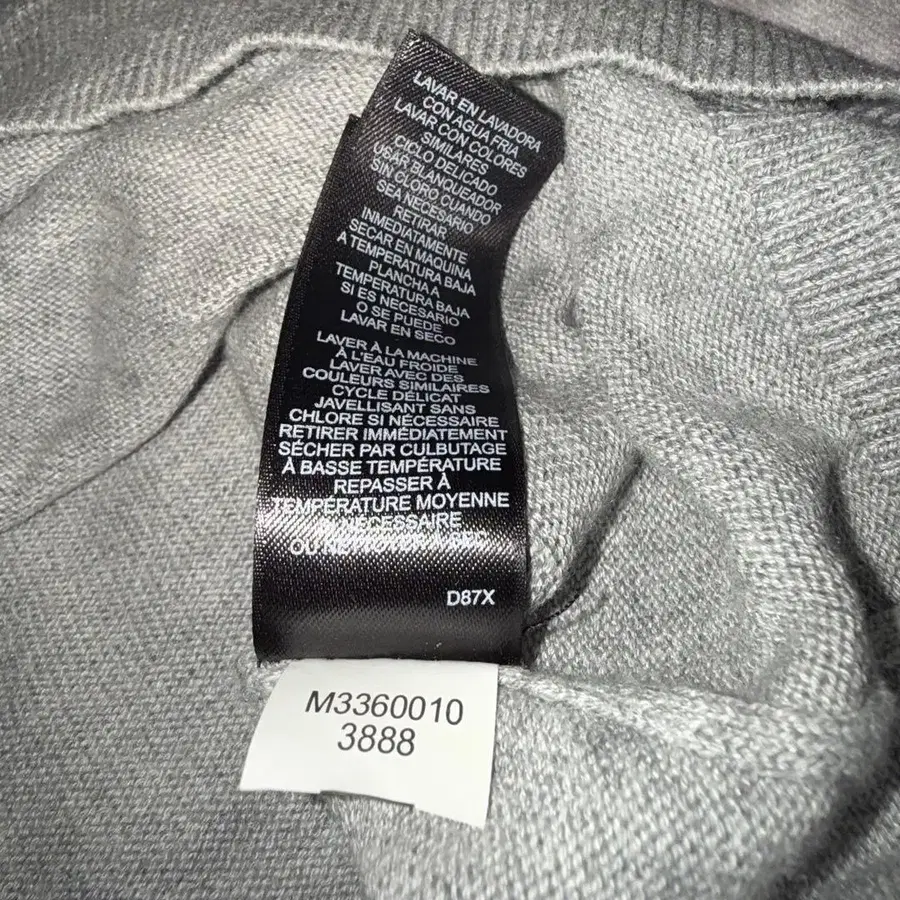 LAVAR EN LAVADORA
CON AGUA FRIA
LAVAR CON COLORES
SIMILARES
CICLO DELICADO
USAR BLANQUEADOR
SIN CLORO CUANDO
SEA NECESARIO
RETIRAR
INMEDIATAMENTE
SECAR EN MAQUINA
A TEMPERATURA BAJA
PLANCHA A
TEMPERATURA BAJA
SI ES NECESARIO
O SE PUEDE
LAVAR EN SECO
LAVER À LA MACHINE
À L'EAU FROIDE
LAVER AVEC DES
COULEURS SIMILAIRES
CYCLE DÉLICAT
JAVELLISANT SANS
CHLORE SI NÉCESSAIRE
RETIRER IMMÉDIATEMENT
SÉCHER PAR CULBUTAGE
À BASSE TEMPÉRATURE
REPASSER À
TEMPÉRATURE MOYENNE
NÉCESSAIRE
OU
D87X
M3360010
3888